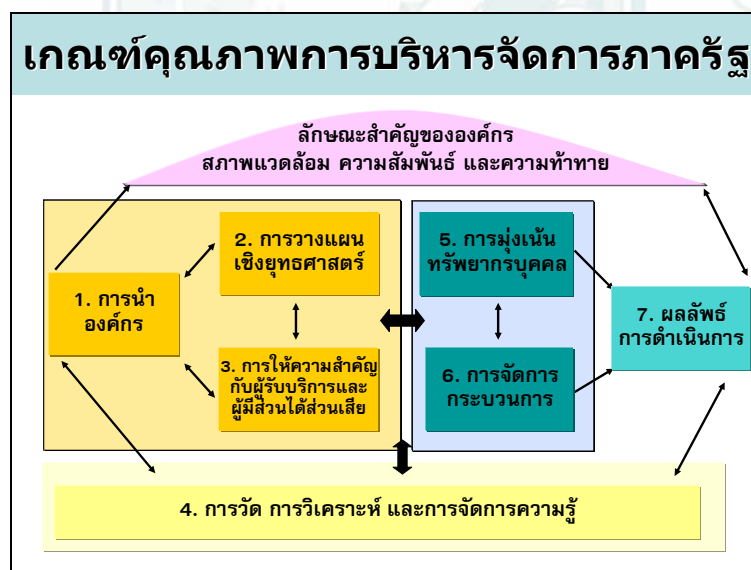 เกณฑ์คุณภาพการบริหารจัดการภาครัฐ
ลักษณะสำคัญขององค์กร
สภาพแวดล้อม ความสัมพันธ์ และความท้าทาย
1. การนำ
องค์กร
2. การวางแผน
เชิงยุทธศาสตร์
3. การให้ความสำคัญ
กับผู้รับบริการและ
ผู้มีส่วนได้ส่วนเสีย
5. การมุ่งเน้น
ทรัพยากรบุคคล
6. การจัดการ
กระบวนการ
7. ผลลัพธ์
การดำเนินการ
4. การวัด การวิเคราะห์ และการจัดการความรู้